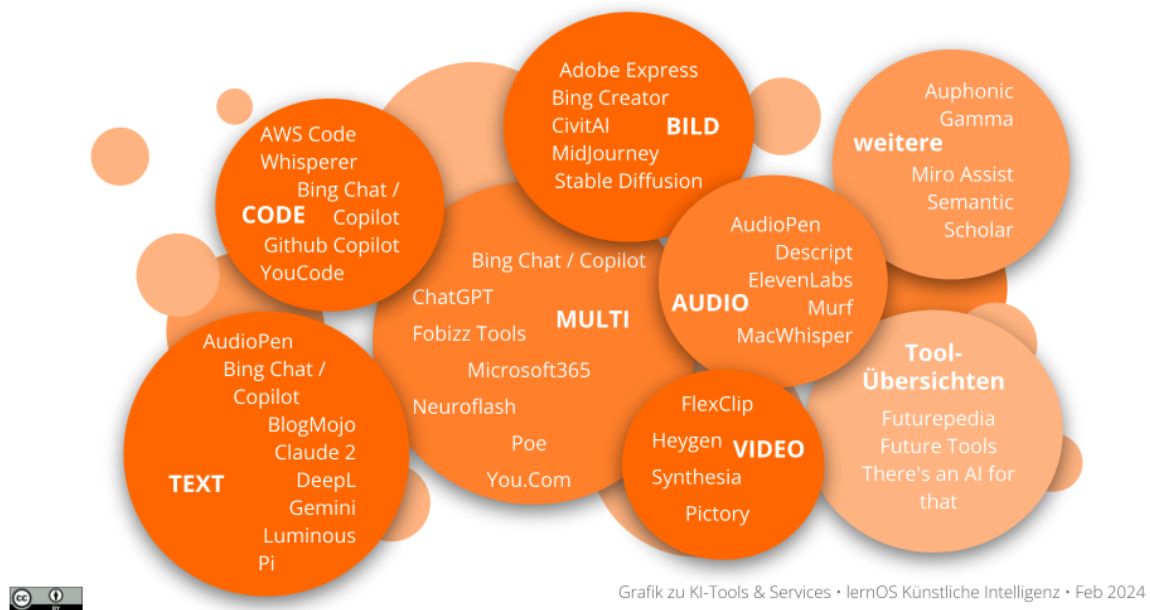 AWS Code
Whisperer
Bing Chat /
CODE Copilot
Github Copilot
YouCode
Adobe Express
Bing Creator
CivitAI BILD
MidJourney
Stable Diffusion
Auphonic
Gamma
weitere
Miro Assist
Semantic
Scholar
Bing Chat / Copilot
ChatGPT
MULTI
Fobizz Tools
Microsoft365
Neuroflash
Poe
You.Com
AudioPen
Descript
ElevenLabs
AUDIO Murf
MacWhisper
AudioPen
Bing Chat /
Copilot
BlogMojo
Claude 2
TEXT DeepL
Gemini
Luminous
Pi
FlexClip
Heygen VIDEO
Synthesia
Pictory
Tool-
Übersichten
Futurepedia
Future Tools
There's an AI for
that
cc BY
Grafik zu KI-Tools & Services • lernOS Künstliche Intelligenz • Feb 2024